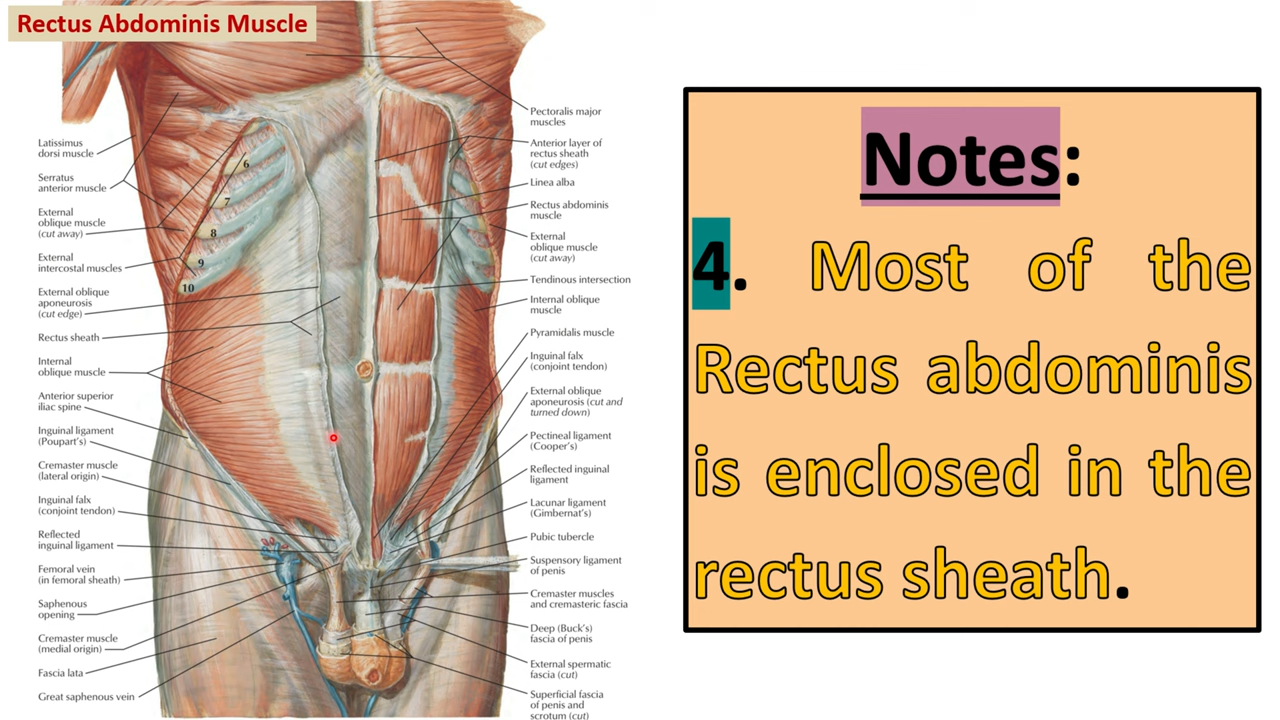 Rectus Abdominis Muscle
Latissimus
dorsi muscle
Serratus
anterior muscle
External
oblique muscle
(cut away)
External
intercostal muscles
External oblique
aponeurosis
(cut edge)
Rectus sheath
Internal
oblique muscle
Anterior superior
iliac spine
Inguinal ligament
(Poupart's)
Cremaster muscle
(lateral origin)
Inguinal falx
(conjoint tendon)
Reflected
inguinal ligament
Femoral vein
(in femoral sheath)
Saphenous
opening
Cremaster muscle
(medial origin)
Fascia lata
Great saphenous vein
6
7
8
9
10
Pectoralis major
muscles
Anterior layer of
rectus sheath
(cut edges)
Linea alba
Rectus abdominis
muscle
External
oblique muscle
(cut away)
Tendinous intersection
Internal oblique
muscle
Pyramidalis muscle
Inguinal falx
(conjoint tendon)
External oblique
aponeurosis (cut and
turned down)
Pectineal ligament
(Cooper's)
Reflected inguinal
ligament
Lacunar ligament
(Gimbernat's)
Pubic tubercle
Suspensory ligament
of penis
Cremaster muscles
and cremasteric fascia
Deep (Buck's)
fascia of penis
External spermatic
fascia (cut)
Superficial fascia
of penis and
scrotum (cut)
Notes:
4. Most of the
Rectus abdominis
is enclosed in the
rectus sheath.